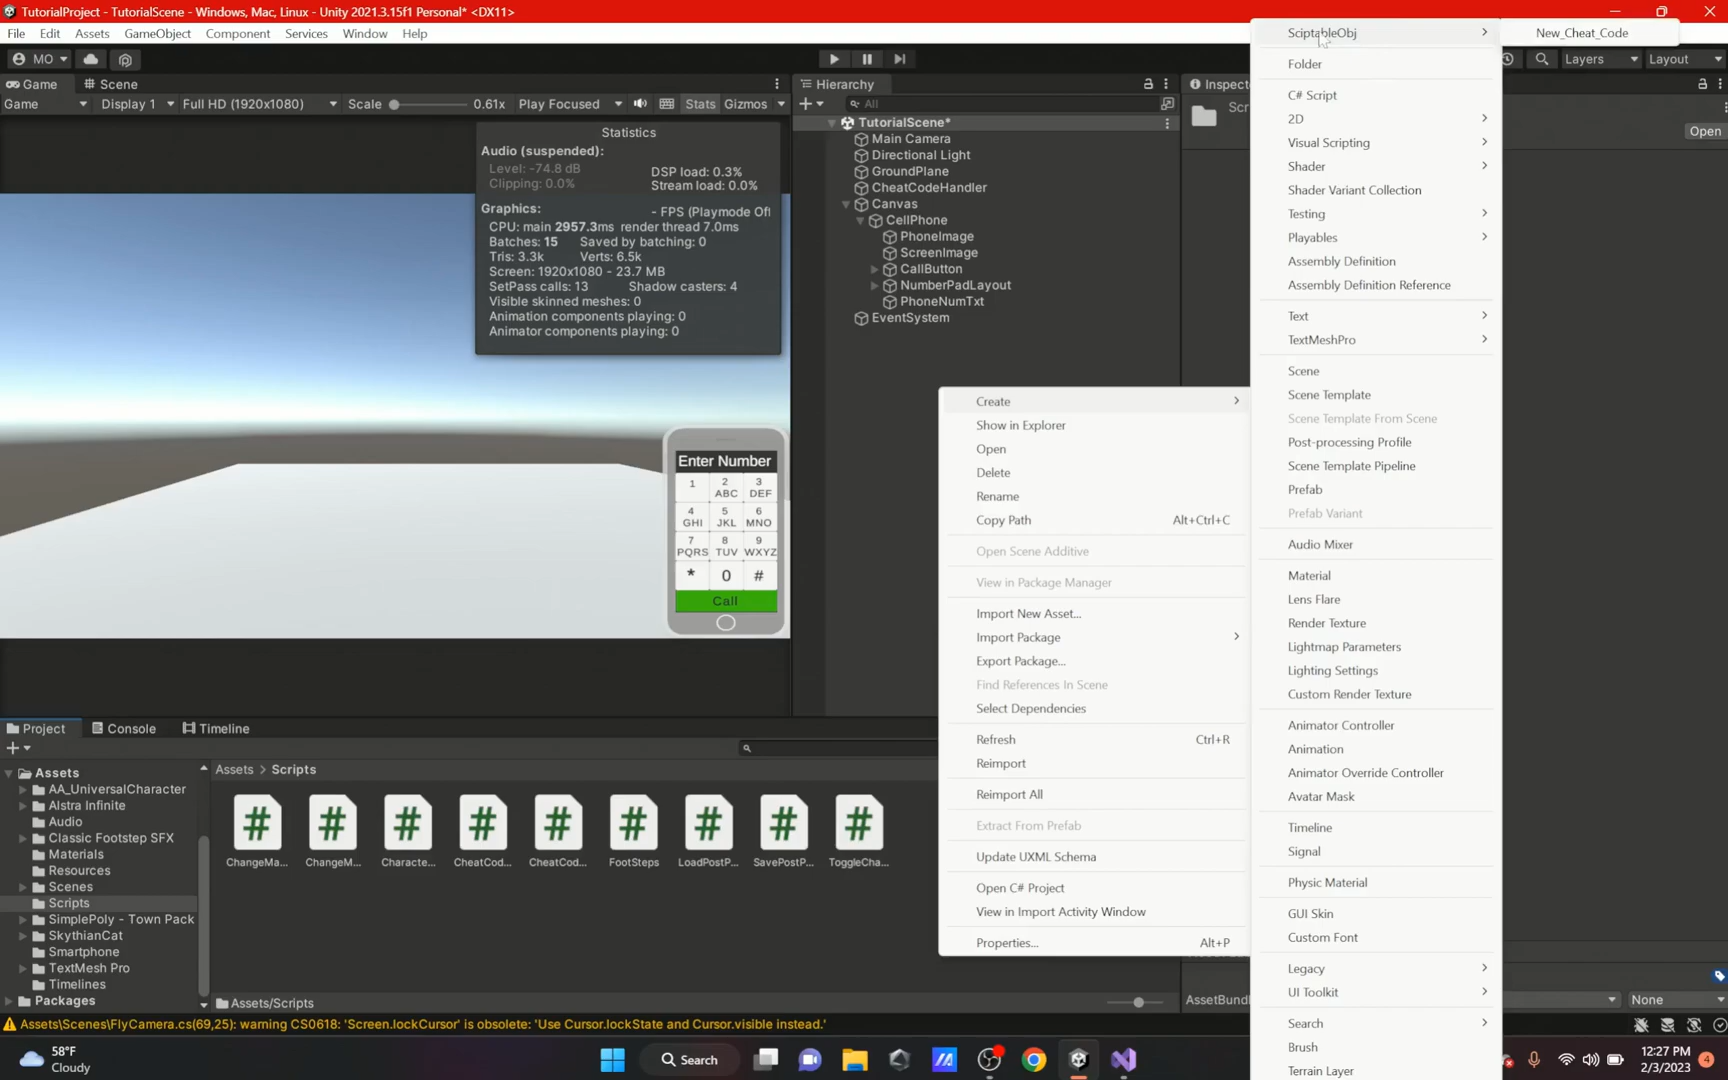 TutorialProject - TutorialScene - Windows, Mac, Linux - Unity 2021.3.15f1 Personal* <DX11>
File Edit Assets GameObject Component Services Window Help
MO
Layers Layout
Game Scene
Game Display 1 Full HD (1920x1080) Scale 0.61x Play Focused Stats Gizmos
Statistics
Audio (suspended):
Level: -74.8 dB DSP load: 0.3%
Clipping: 0.0% Stream load: 0.0%
Graphics: - FPS (Playmode Off
CPU: main 2957.3ms render thread 7.0ms
Batches: 15 Saved by batching: 0
Tris: 3.3k Verts: 6.5k
Screen: 1920x1080 - 23.7 MB
SetPass calls: 13 Shadow casters: 4
Visible skinned meshes: 0
Animation components playing: 0
Animator components playing: 0
Enter Number
1 2 ABC 3 DEF
4 GHI 5 JKL 6 MNO
7 PQRS 8 TUV 9 WXYZ
* 0 #
Call
Hierarchy
All
TutorialScene*
Main Camera
Directional Light
GroundPlane
CheatCodeHandler
Canvas
CellPhone
PhoneImage
ScreenImage
CallButton
NumberPadLayout
PhoneNumTxt
EventSystem
Inspect
Scr
Open
Create
Show in Explorer
Open
Delete
Rename
Copy Path Alt+Ctrl+C
Open Scene Additive
View in Package Manager
Import New Asset...
Import Package
Export Package...
Find References In Scene
Select Dependencies
Refresh Ctrl+R
Reimport
Reimport All
Extract From Prefab
Update UXML Schema
Open C# Project
View in Import Activity Window
Properties... Alt+P
SciptableObj
New_Cheat_Code
Folder
C# Script
2D
Visual Scripting
Shader
Shader Variant Collection
Testing
Playables
Assembly Definition
Assembly Definition Reference
Text
TextMeshPro
Scene
Scene Template
Scene Template From Scene
Post-processing Profile
Scene Template Pipeline
Prefab
Prefab Variant
Audio Mixer
Material
Lens Flare
Render Texture
Lightmap Parameters
Lighting Settings
Custom Render Texture
Animator Controller
Animation
Animator Override Controller
Avatar Mask
Timeline
Signal
Physic Material
GUI Skin
Custom Font
Legacy
UI Toolkit
Search
Brush
Terrain Layer
Project Console Timeline
Assets
AA_UniversalCharacter
Alstra Infinite
Audio
Classic Footstep SFX
Materials
Resources
Scenes
Scripts
SimplePoly - Town Pack
SkythianCat
Smartphone
TextMesh Pro
Timelines
Packages
Assets > Scripts
# # # # # # # # #
ChangeMa... ChangeM... Characte... CheatCod... CheatCod... FootSteps LoadPostP... SavePostP... ToggleCha...
Assets/Scripts
AssetBundl
None
Assets\Scenes\FlyCamera.cs(69,25): warning CS0618: 'Screen.lockCursor' is obsolete: 'Use Cursor.lockState and Cursor.visible instead.'
58°F
Cloudy
Search
12:27 PM
2/3/2023
4